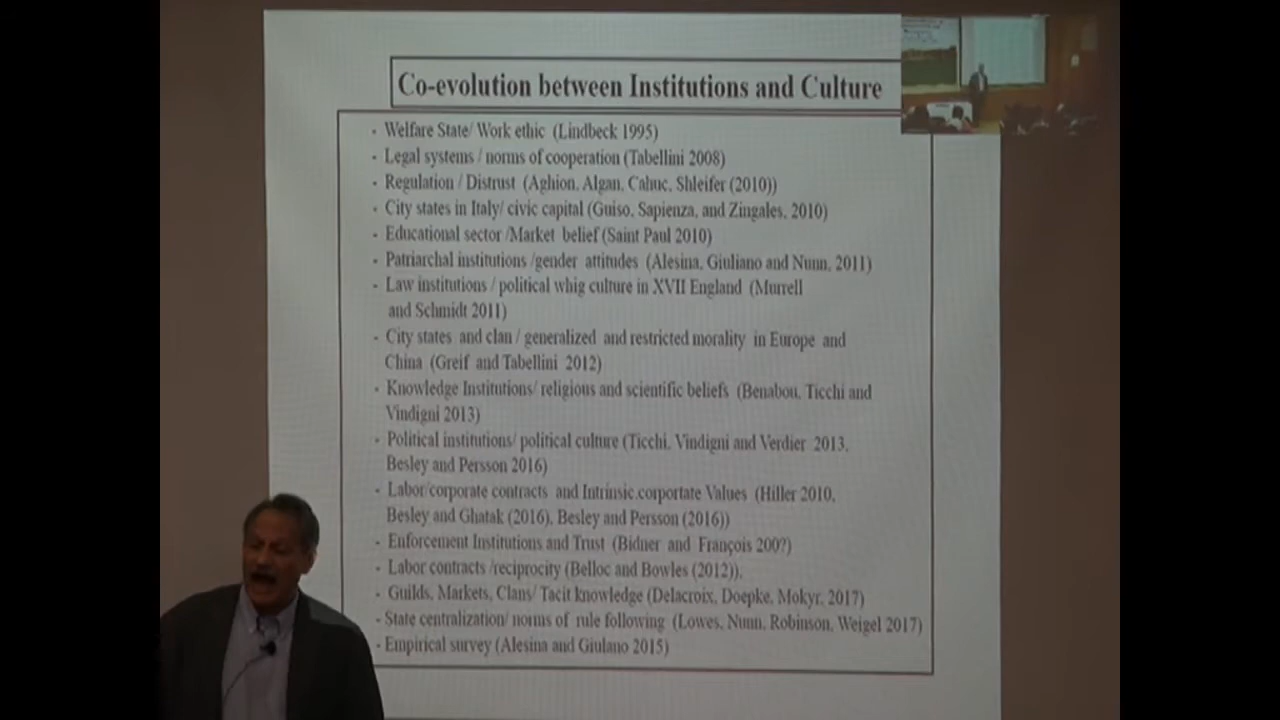 Co-evolution between Institutions and Culture
- Welfare State/ Work ethic (Lindbeck 1995)
- Legal systems / norms of cooperation (Tabellini 2008)
- Regulation / Distrust (Aghion, Algan, Cahuc, Shleifer (2010))
- City states in Italy/ civic capital (Guiso, Sapienza, and Zingales, 2010)
- Educational sector /Market belief (Saint Paul 2010)
- Patriarchal institutions /gender attitudes (Alesina, Giuliano and Nunn, 2011)
- Law institutions / political whig culture in XVII England (Murrell
and Schmidt 2011)
- City states and clan / generalized and restricted morality in Europe and
China (Greif and Tabellini 2012)
- Knowledge Institutions/ religious and scientific beliefs (Benabou, Ticchi and
Vindigni 2013)
- Political institutions/ political culture (Ticchi, Vindigni and Verdier 2013,
Besley and Persson 2016)
- Labor/corporate contracts and Intrinsic.corportate Values (Hiller 2010,
Besley and Ghatak (2016), Besley and Persson (2016))
- Enforcement Institutions and Trust (Bidner and François 200?)
- Labor contracts /reciprocity (Belloc and Bowles (2012)),
- Guilds, Markets, Clans/ Tacit knowledge (Delacroix, Doepke, Mokyr, 2017)
- State centralization/ norms of rule following (Lowes, Nunn, Robinson, Weigel 2017)
- Empirical survey (Alesina and Giulano 2015)